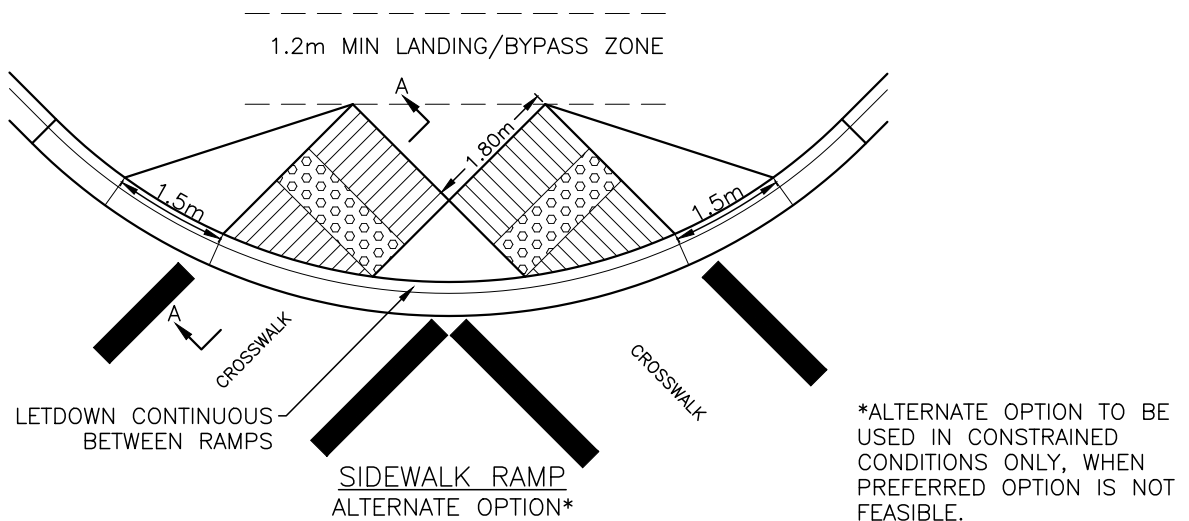 1.2m MIN LANDING/BYPASS ZONE
A
1.80m
1.5m
1.5m
A
CROSSWALK
CROSSWALK
LETDOWN CONTINUOUS
BETWEEN RAMPS
SIDEWALK RAMP
ALTERNATE OPTION*
*ALTERNATE OPTION TO BE
USED IN CONSTRAINED
CONDITIONS ONLY, WHEN
PREFERRED OPTION IS NOT
FEASIBLE.